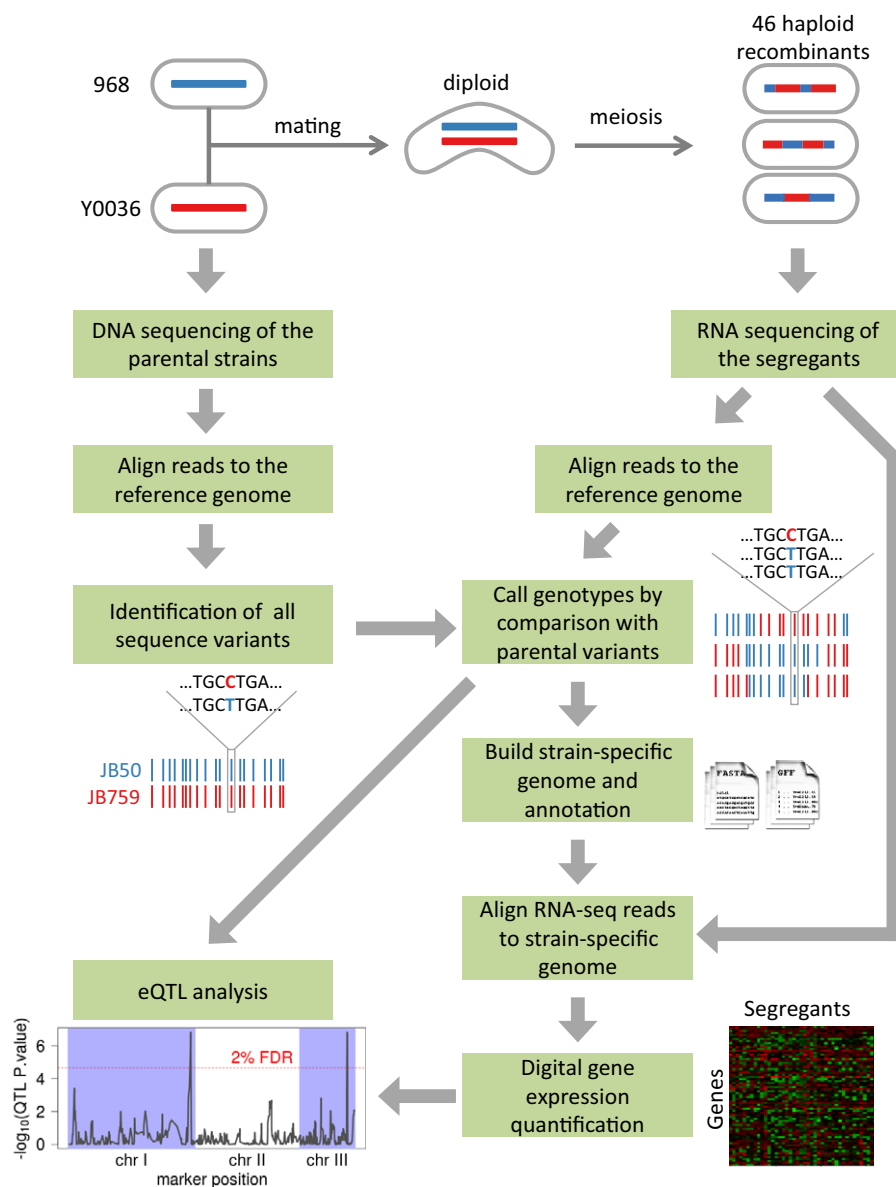 46 haploid
recombinants
968
diploid
mating
meiosis
Y0036
DNA sequencing of the
parental strains
RNA sequencing of
the segregants
Align reads to the
reference genome
Align reads to the
reference genome
...TGCCTGA...
...TGCTTGA...
...TGCTTGA...
Identification of all
sequence variants
Call genotypes by
comparison with
parental variants
...TGCCTGA...
...TGCTTGA...
JB50
JB759
Build strain-specific
genome and
annotation
FASTA
GFF
Align RNA-seq reads
to strain-specific
genome
eQTL analysis
Segregants
Genes
2% FDR
6
4
2
0
-log10(QTL P.value)
chr I
chr II
chr III
marker position
Digital gene
expression
quantification